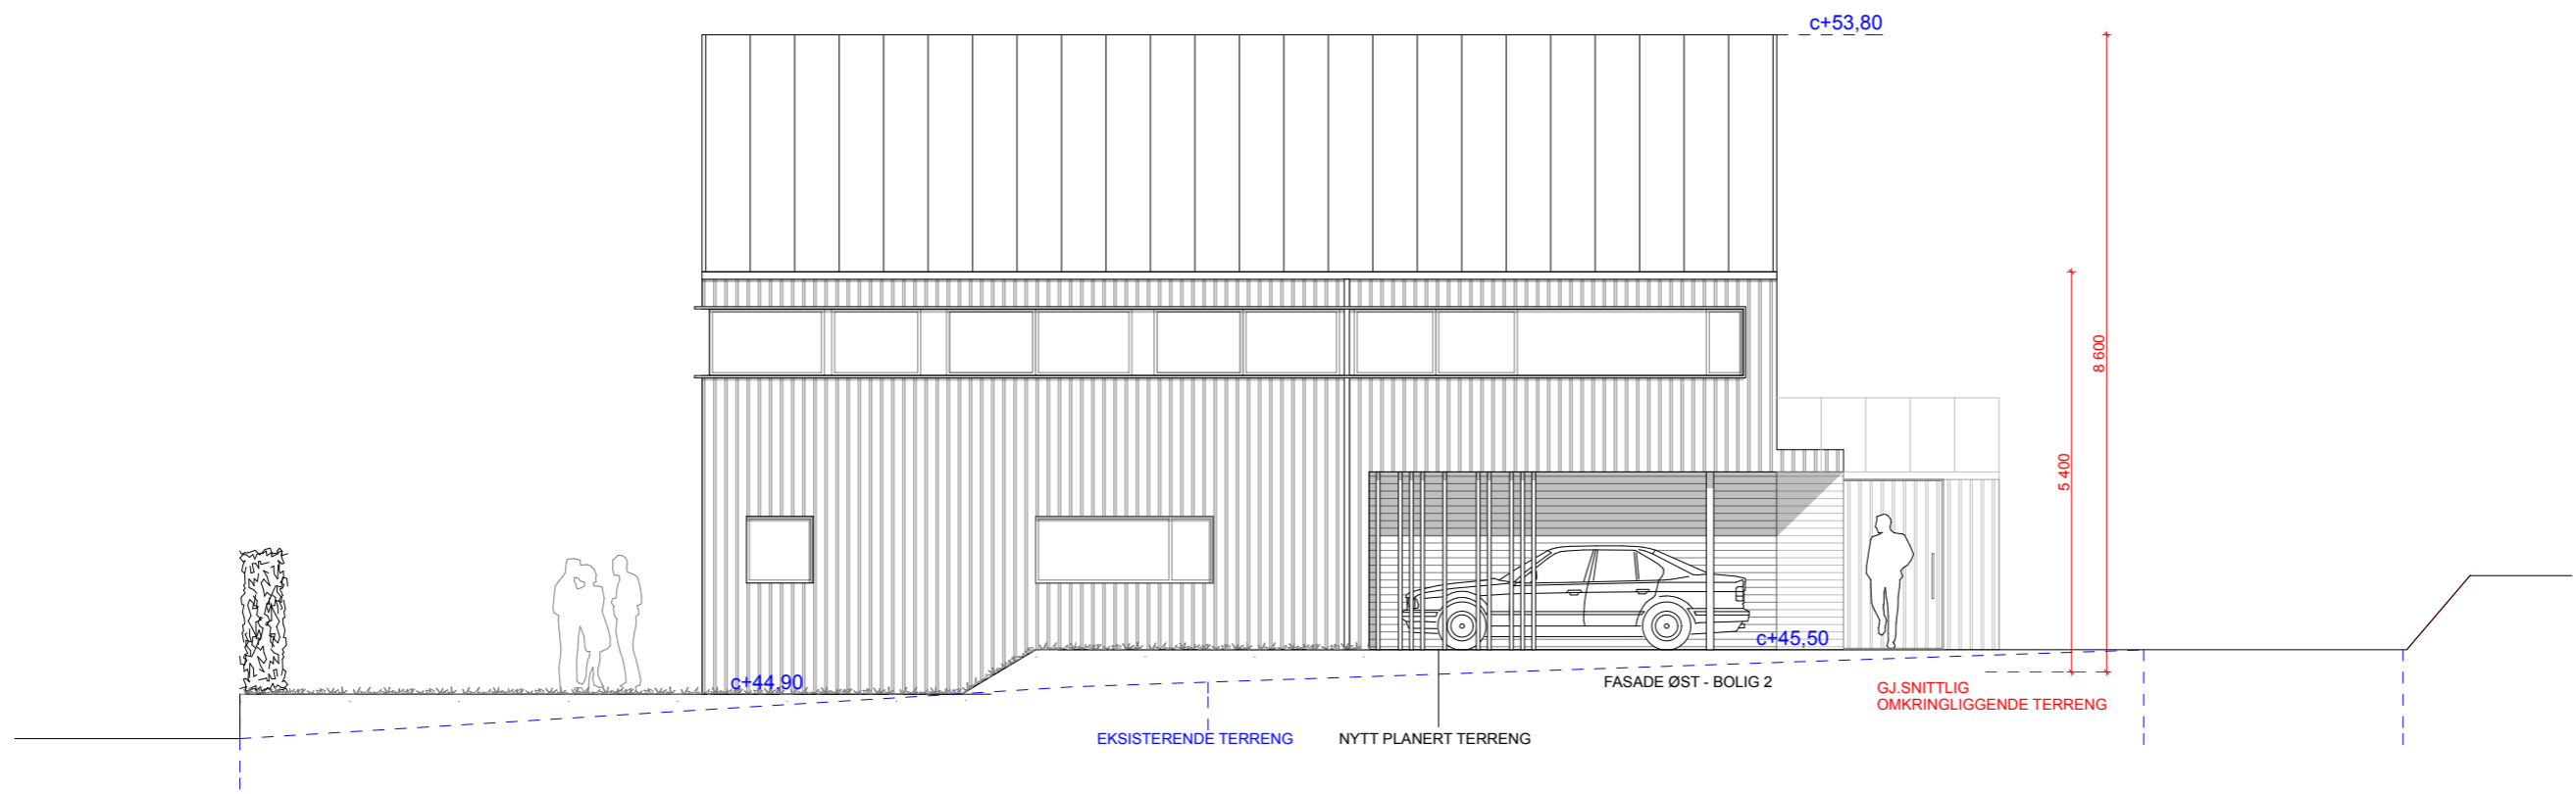 c+53,80
8 600
5 400
c+45,50
c+44,90
FASADE ØST - BOLIG 2
GJ.SNITTLIG
OMKRINGLIGGENDE TERRENG
EKSISTERENDE TERRENG
NYTT PLANERT TERRENG